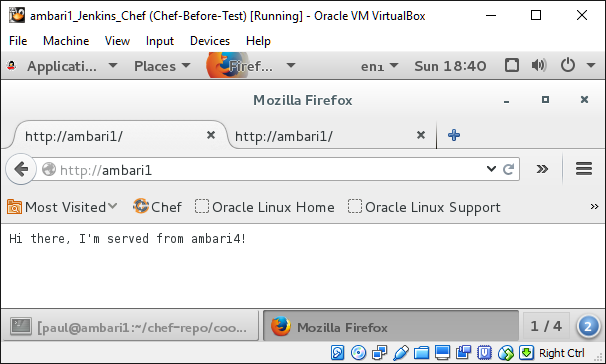 ambari1_Jenkins_Chef (Chef-Before-Test) [Running] - Oracle VM VirtualBox
File Machine View Input Devices Help
Applicati... Places Firef... en1 Sun 18:40
Mozilla Firefox
http://ambari1/ http://ambari1/
http://ambari1
Most Visited Chef Oracle Linux Home Oracle Linux Support »
Hi there, I'm served from ambari4!
[paul@ambari1:~/chef-repo/coo... Mozilla Firefox 1 / 4 2
Right Ctrl